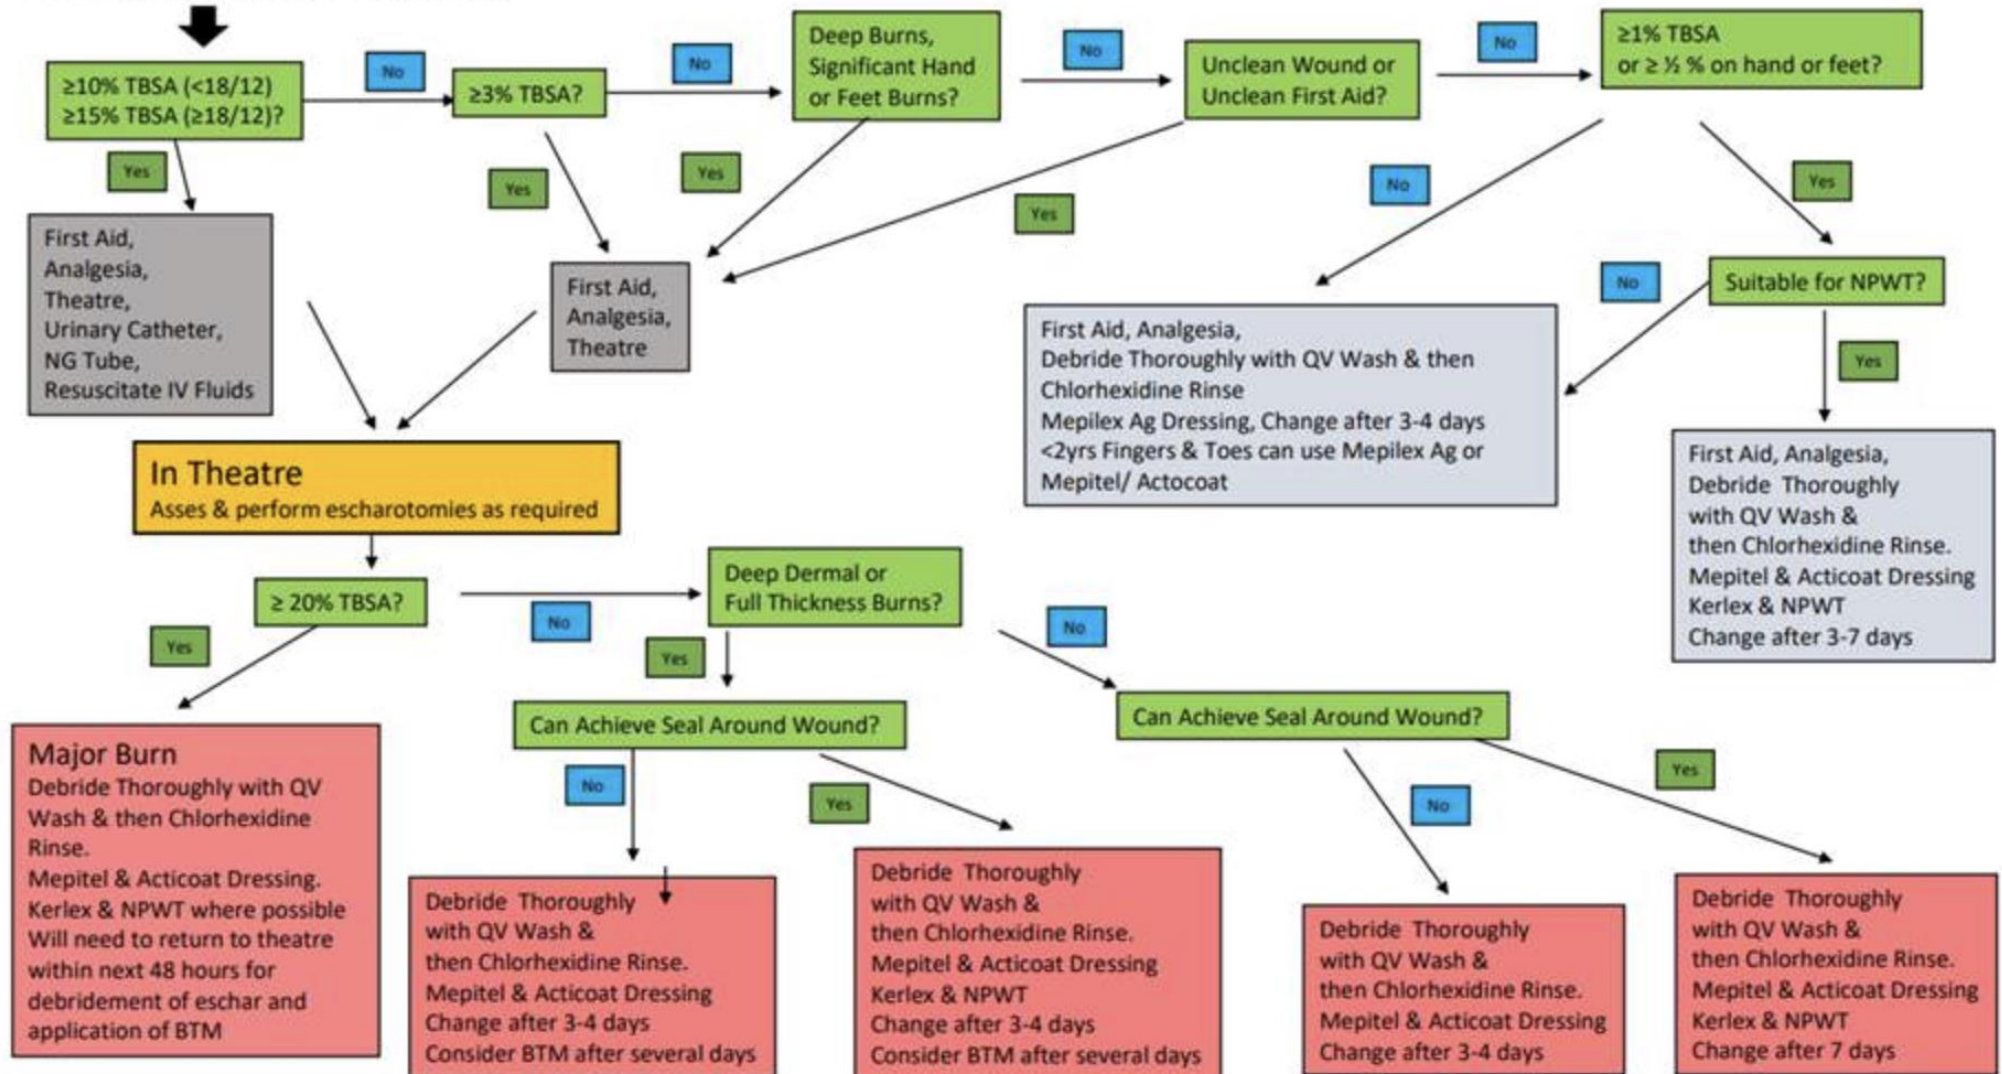 ≥10% TBSA (<18/12)
≥15% TBSA (≥18/12)?
No
≥3% TBSA?
No
Deep Burns,
Significant Hand
or Feet Burns?
No
Unclean Wound or
Unclean First Aid?
No
≥1% TBSA
or ≥ ½ % on hand or feet?
Yes
Yes
Yes
Yes
No
Yes
First Aid,
Analgesia,
Theatre,
Urinary Catheter,
NG Tube,
Resuscitate IV Fluids
First Aid,
Analgesia,
Theatre
No
Suitable for NPWT?
Yes
First Aid, Analgesia,
Debride Thoroughly with QV Wash & then
Chlorhexidine Rinse
Mepilex Ag Dressing, Change after 3-4 days
<2yrs Fingers & Toes can use Mepilex Ag or
Mepitel/ Actocoat
First Aid, Analgesia,
Debride Thoroughly
with QV Wash &
then Chlorhexidine Rinse.
Mepitel & Acticoat Dressing
Kerlex & NPWT
Change after 3-7 days
In Theatre
Asses & perform escharotomies as required
≥ 20% TBSA?
No
Deep Dermal or
Full Thickness Burns?
No
Yes
Yes
Can Achieve Seal Around Wound?
Can Achieve Seal Around Wound?
No
Yes
No
Yes
Major Burn
Debride Thoroughly with QV
Wash & then Chlorhexidine
Rinse.
Mepitel & Acticoat Dressing.
Kerlex & NPWT where possible
Will need to return to theatre
within next 48 hours for
debridement of eschar and
application of BTM
Debride Thoroughly
with QV Wash &
then Chlorhexidine Rinse.
Mepitel & Acticoat Dressing
Change after 3-4 days
Consider BTM after several days
Debride Thoroughly
with QV Wash &
then Chlorhexidine Rinse.
Mepitel & Acticoat Dressing
Kerlex & NPWT
Change after 3-4 days
Consider BTM after several days
Debride Thoroughly
with QV Wash &
then Chlorhexidine Rinse.
Mepitel & Acticoat Dressing
Change after 3-4 days
Debride Thoroughly
with QV Wash &
then Chlorhexidine Rinse.
Mepitel & Acticoat Dressing
Kerlex & NPWT
Change after 7 days